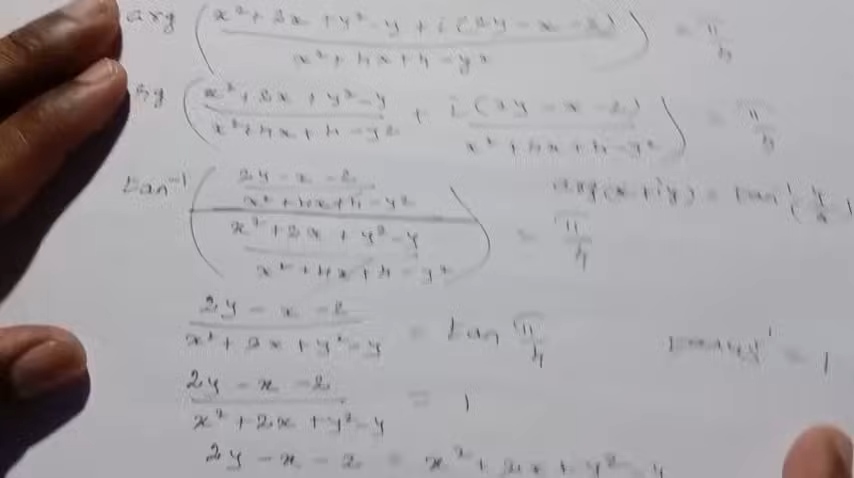 arg ( x² + 2x + y² - y + i(2y - x - 2) / x² + 4x + 4 - y² ) = π/4
arg ( x² + 2x + y² - y / x² + 4x + 4 - y² + i(2y - x - 2) / x² + 4x + 4 - y² ) = π/4
tan⁻¹ ( 2y - x - 2 / x² + 4x + 4 - y² / x² + 2x + y² - y / x² + 4x + 4 - y² ) = π/4 arg(x + iy) = tan⁻¹(y/x)
2y - x - 2 / x² + 2x + y² - y = tan π/4 = 1
2y - x - 2 / x² + 2x + y² - y = 1
2y - x - 2 = x² + 2x + y² - y